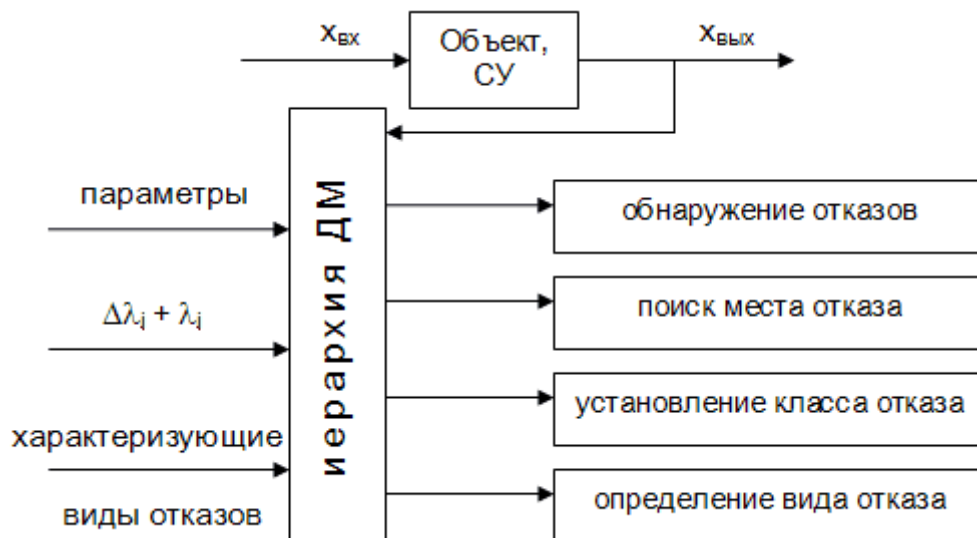 xвх
Объект,
СУ
xвых
параметры
Δλj + λj
характеризующие
виды отказов
иерархия ДМ
обнаружение отказов
поиск места отказа
установление класса отказа
определение вида отказа